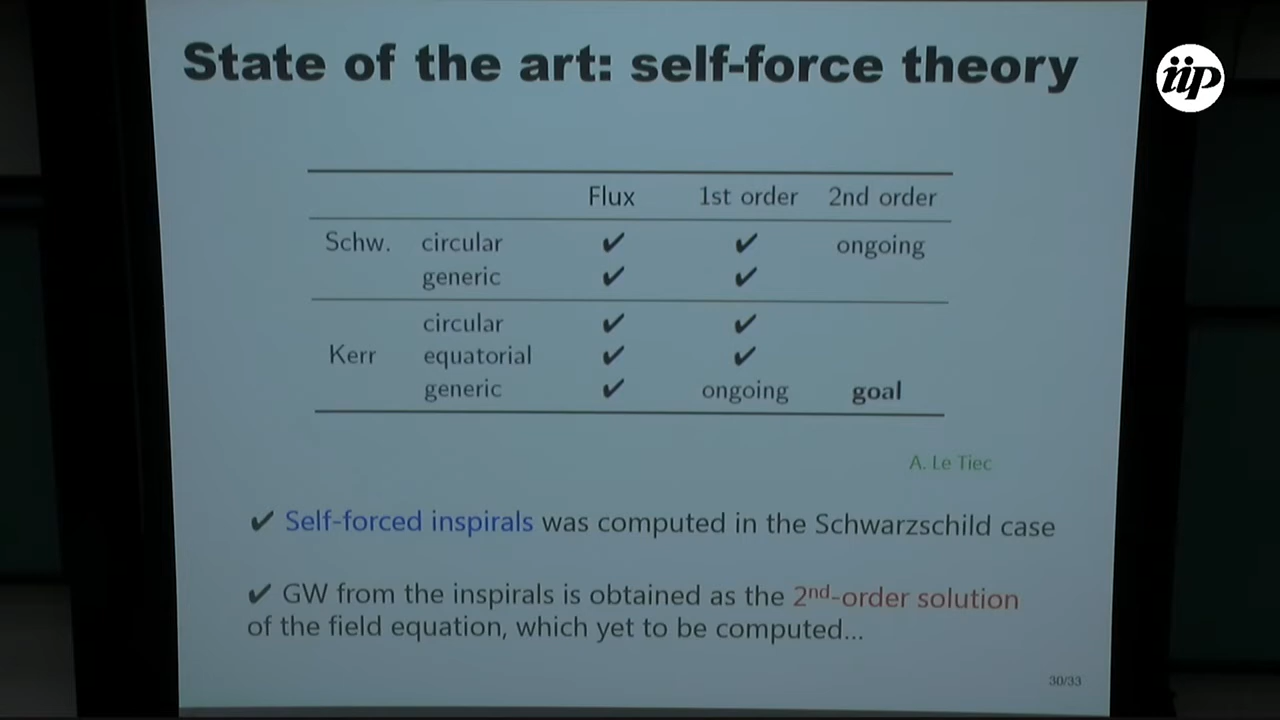 State of the art: self-force theory
iip
Flux 1st order 2nd order
Schw. circular ✔ ✔ ongoing
generic ✔ ✔
circular ✔ ✔
Kerr equatorial ✔ ✔
generic ✔ ongoing goal
A. Le Tiec
✔ Self-forced inspirals was computed in the Schwarzschild case
✔ GW from the inspirals is obtained as the 2nd-order solution
of the field equation, which yet to be computed...
30/33